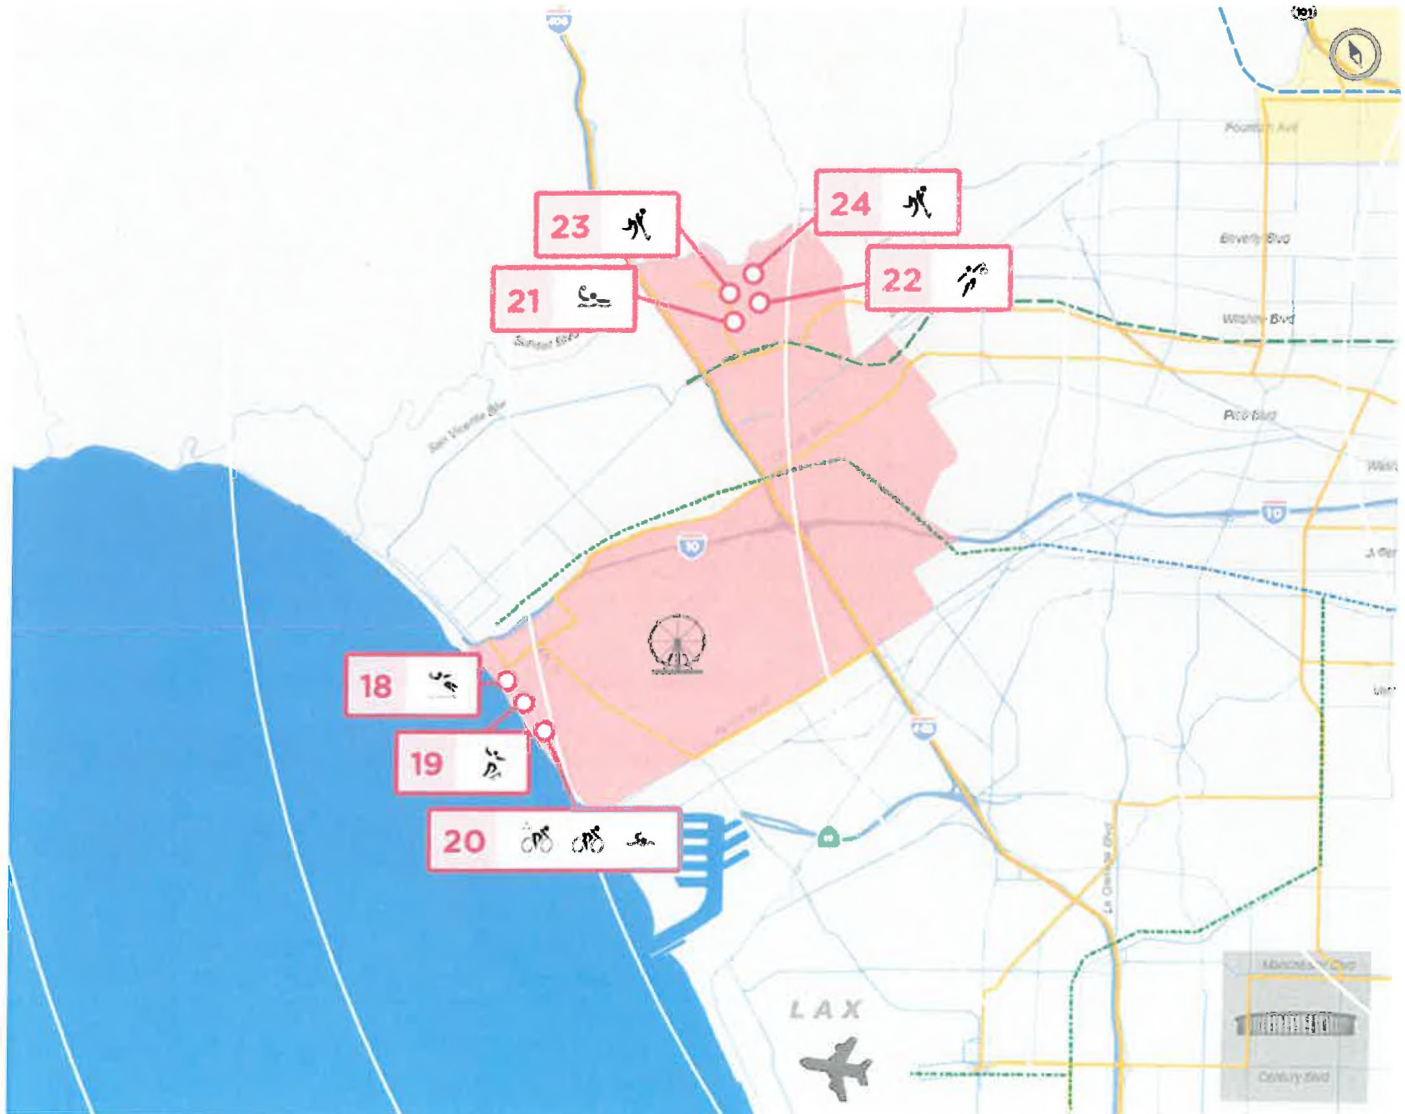 405
101
Fountain Ave
23
24
21
22
Beverly Blvd
Sunset Blvd
Wilshire Blvd
San Vicente Blvd
Pico Blvd
10
10
18
19
20
405
90
La Cienega Blvd
Manchester Blvd
LAX
Century Blvd